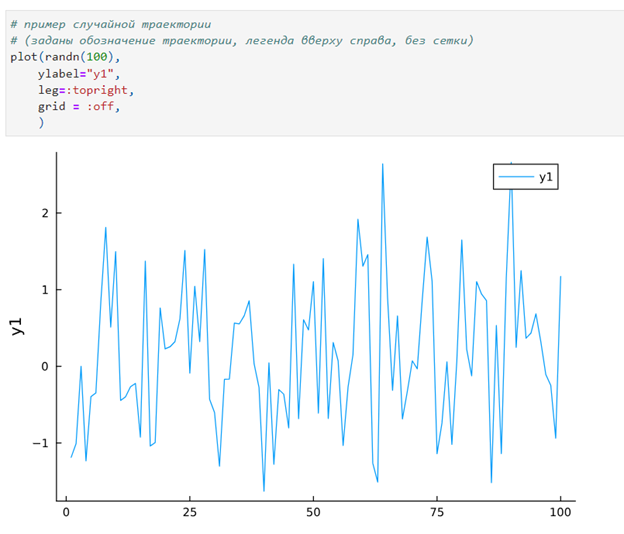 # пример случайной траектории
# (заданы обозначение траектории, легенда вверху справа, без сетки)
plot(randn(100),
    ylabel="y1",
    leg=:topright,
    grid = :off,
    )
y1
2
1
0
−1
y1
0 25 50 75 100